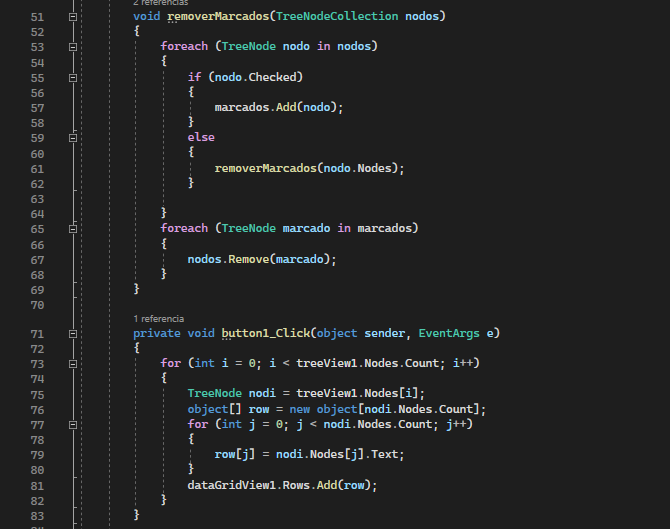 2 referencias
51 void removerMarcados(TreeNodeCollection nodos)
52 {
53 foreach (TreeNode nodo in nodos)
54 {
55 if (nodo.Checked)
56 {
57 marcados.Add(nodo);
58 }
59 else
60 {
61 removerMarcados(nodo.Nodes);
62 }
63
64 }
65 foreach (TreeNode marcado in marcados)
66 {
67 nodos.Remove(marcado);
68 }
69 }
70
1 referencia
71 private void button1_Click(object sender, EventArgs e)
72 {
73 for (int i = 0; i < treeView1.Nodes.Count; i++)
74 {
75 TreeNode nodi = treeView1.Nodes[i];
76 object[] row = new object[nodi.Nodes.Count];
77 for (int j = 0; j < nodi.Nodes.Count; j++)
78 {
79 row[j] = nodi.Nodes[j].Text;
80 }
81 dataGridView1.Rows.Add(row);
82 }
83 }